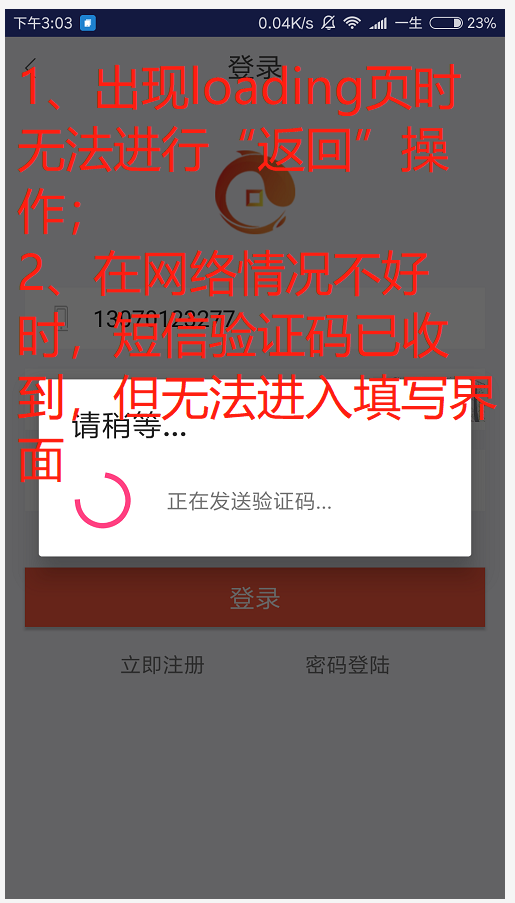 下午3:03 0.04K/s 一生 23%
登录
1、出现loading页时
无法进行“返回”操
作；
2、在网络情况不好
时，短信验证码已收
到，但无法进入填写界
面
13070123277
请稍等...
正在发送验证码...
登录
立即注册 密码登陆